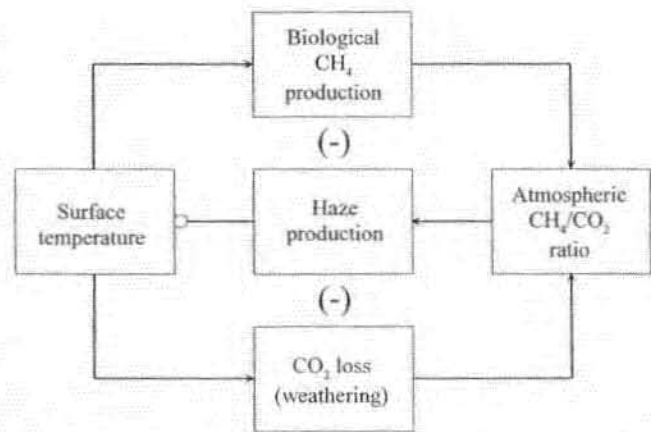 Biological
CH₄
production
(-)
Surface
temperature
Haze
production
Atmospheric
CH₄/CO₂
ratio
(-)
CO₂ loss
(weathering)